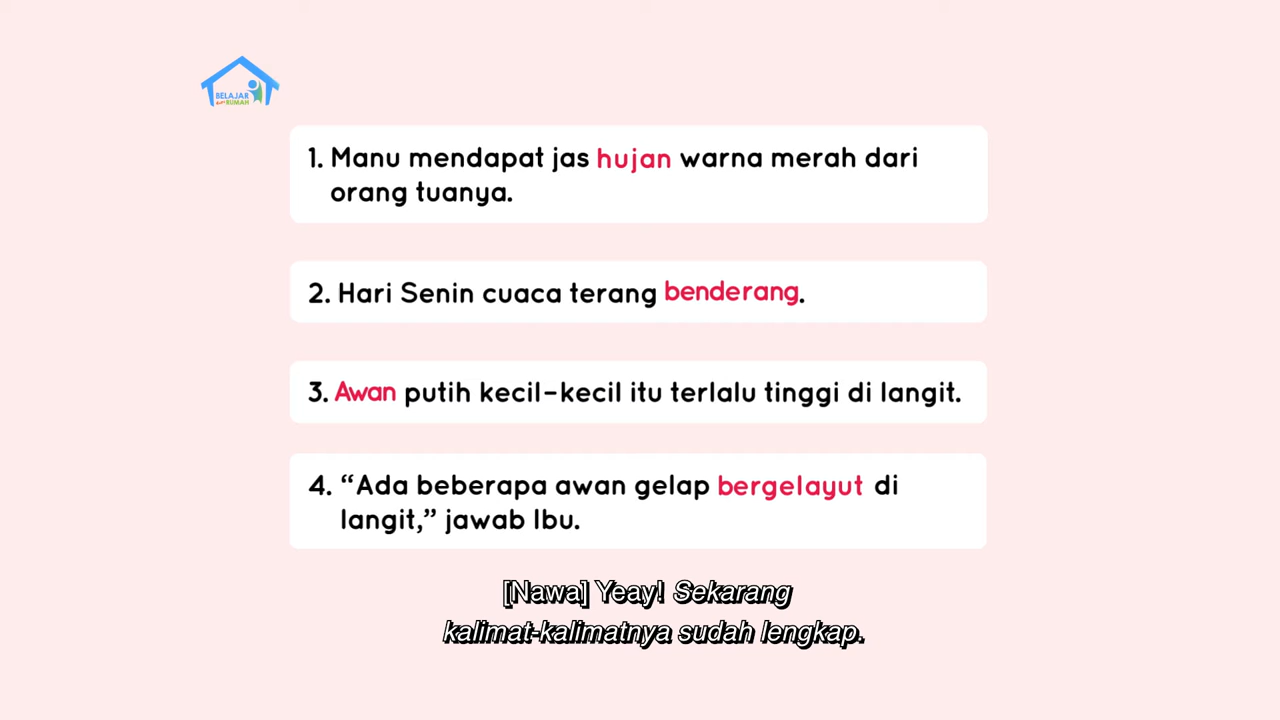 BELAJAR
dari RUMAH
1. Manu mendapat jas hujan warna merah dari
orang tuanya.
2. Hari Senin cuaca terang benderang.
3. Awan putih kecil-kecil itu terlalu tinggi di langit.
4. “Ada beberapa awan gelap bergelayut di
langit,” jawab Ibu.
[Nawa] Yeay! Sekarang
kalimat-kalimatnya sudah lengkap.